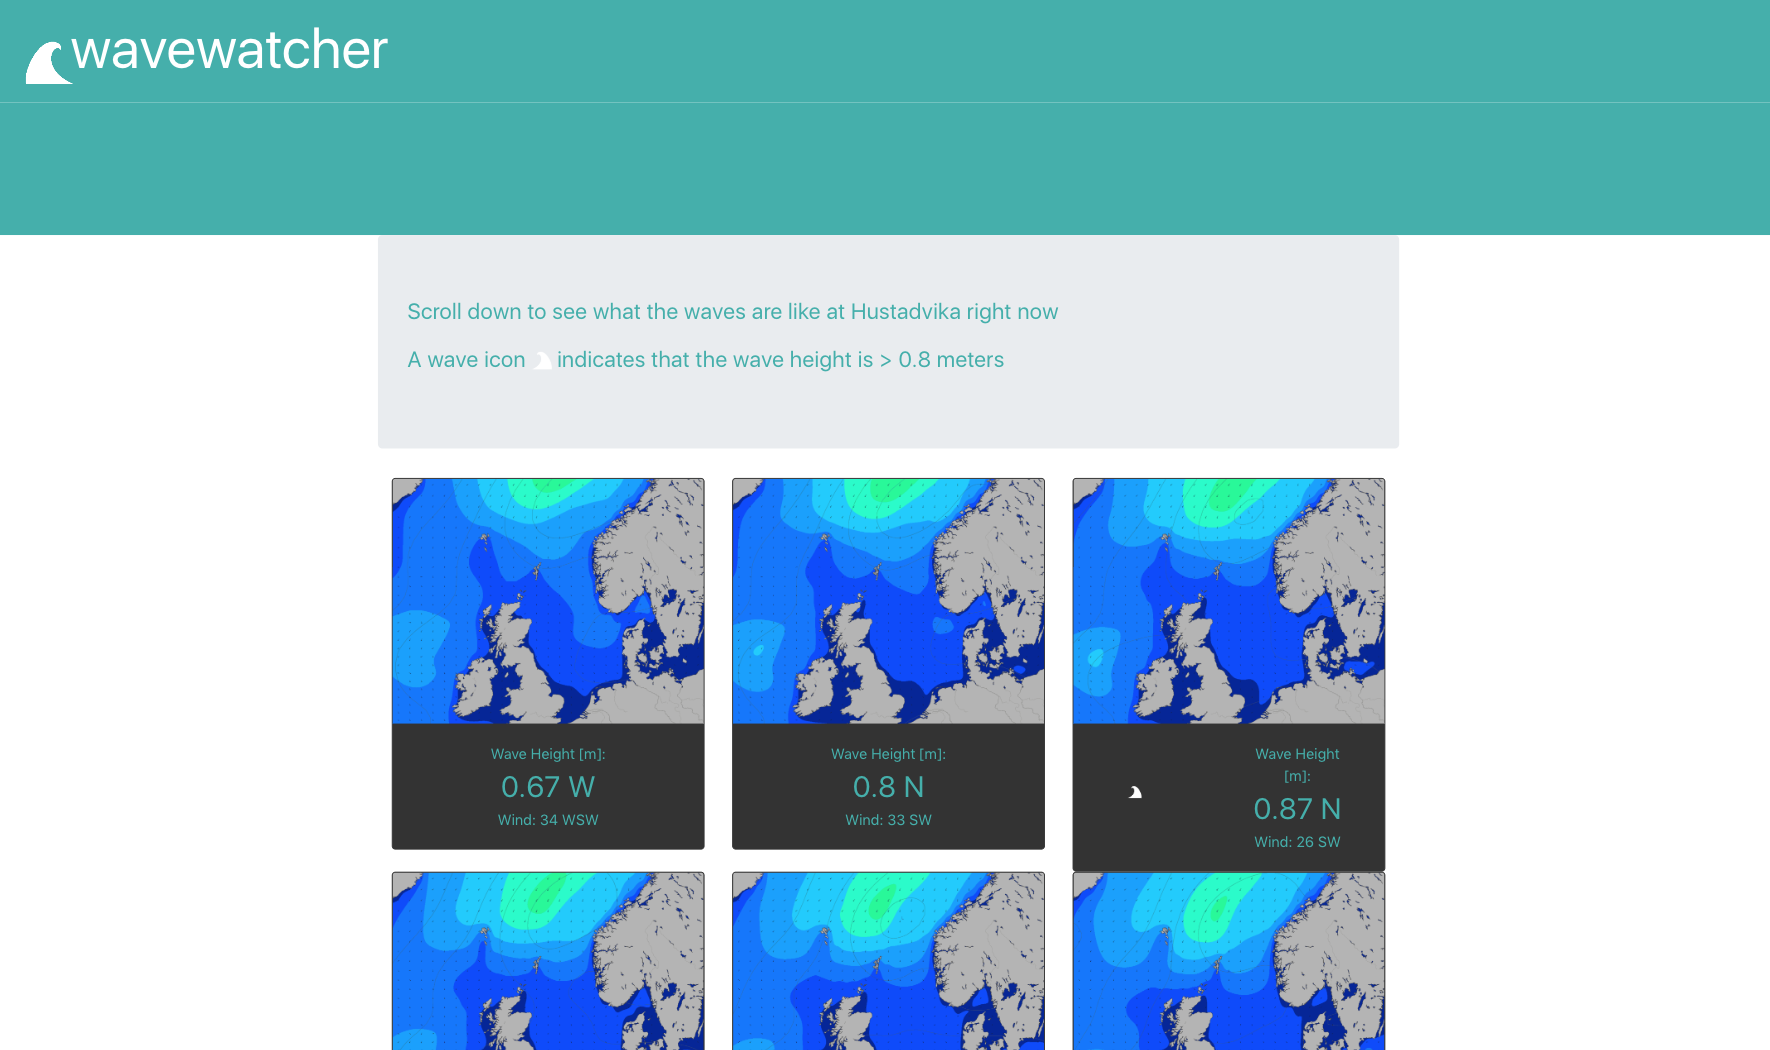 wavewatcher
Scroll down to see what the waves are like at Hustadvika right now
A wave icon indicates that the wave height is > 0.8 meters
Wave Height [m]:
0.67 W
Wind: 34 WSW
Wave Height [m]:
0.8 N
Wind: 33 SW
Wave Height
[m]:
0.87 N
Wind: 26 SW